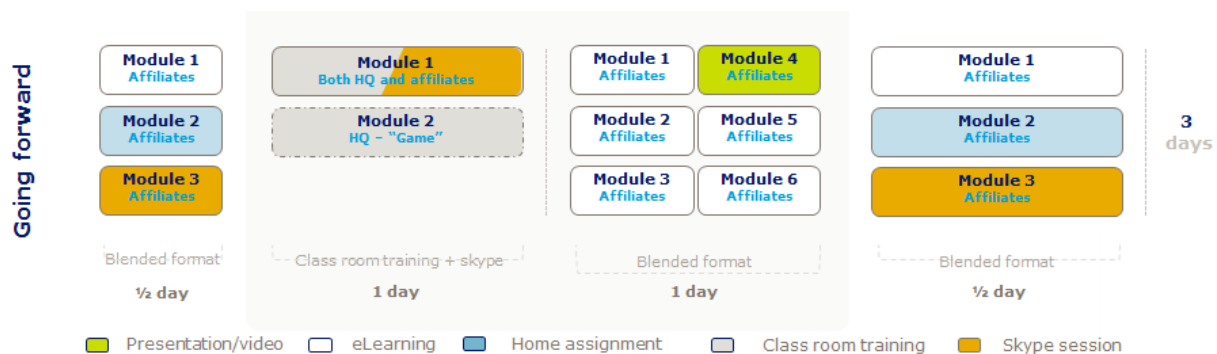 Going forward
Module 1
Affiliates
Module 2
Affiliates
Module 3
Affiliates
Blended format
½ day
Module 1
Both HQ and affiliates
Module 2
HQ – “Game”
Class room training + skype
1 day
Module 1
Affiliates
Module 4
Affiliates
Module 2
Affiliates
Module 5
Affiliates
Module 3
Affiliates
Module 6
Affiliates
Blended format
1 day
Module 1
Affiliates
Module 2
Affiliates
Module 3
Affiliates
Blended format
½ day
3
days
Presentation/video
eLearning
Home assignment
Class room training
Skype session